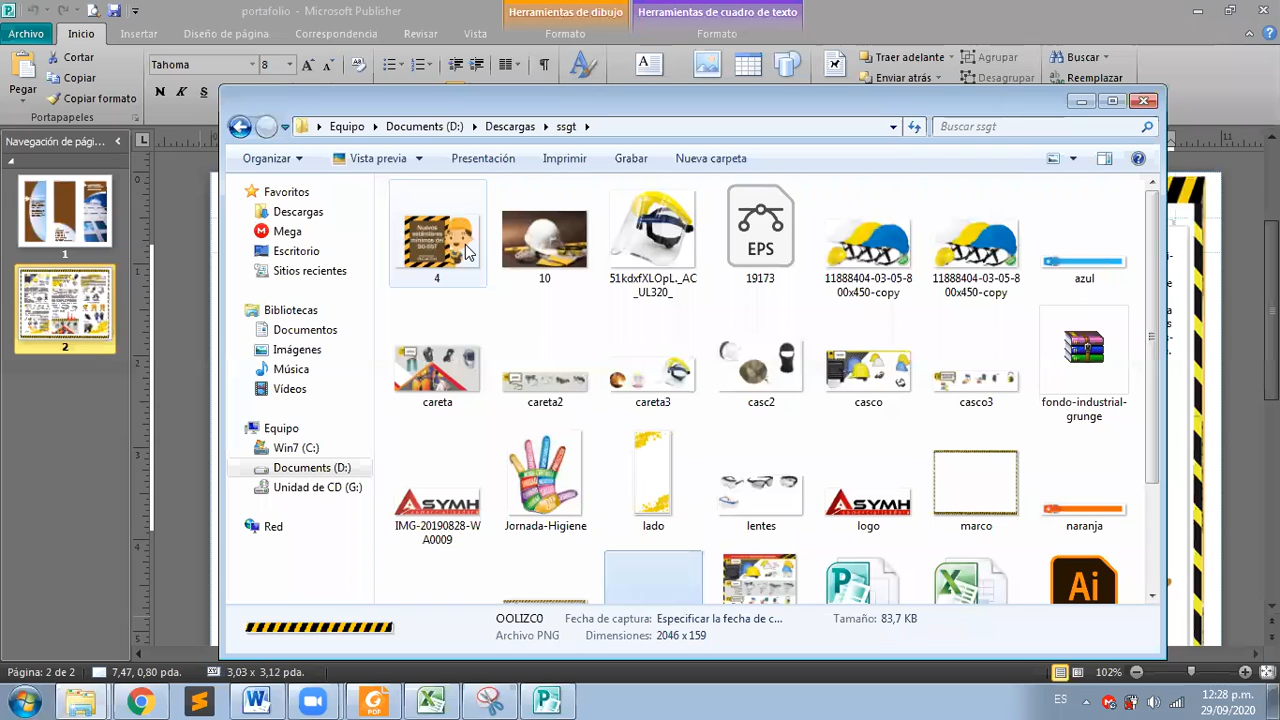 portafolio - Microsoft Publisher
Herramientas de dibujo
Herramientas de cuadro de texto
Archivo
Inicio
Insertar
Diseño de página
Correspondencia
Revisar
Vista
Formato
Formato
Pegar
Cortar
Copiar
Copiar formato
Portapapeles
Tahoma
8
N K S
Traer adelante
Enviar atrás
Agrupar
Desagrupar
Buscar
Reemplazar
Navegación de pági...
1
2
Equipo
Documents (D:)
Descargas
ssgt
Buscar ssgt
Organizar
Vista previa
Presentación
Imprimir
Grabar
Nueva carpeta
Favoritos
Descargas
Mega
Escritorio
Sitios recientes
Bibliotecas
Documentos
Imágenes
Música
Vídeos
Equipo
Win7 (C:)
Documents (D:)
Unidad de CD (G:)
Red
Nuevos
estándares
mínimos del
SG-SST
4
10
51kdxfXLOpL._AC
_UL320_
EPS
19173
11888404-03-05-8
00x450-copy
11888404-03-05-8
00x450-copy
azul
careta
careta2
careta3
casc2
casco
casco3
fondo-industrial-
grunge
ASYMH
IMG-20190828-W
A0009
Jornada-Higiene
lado
lentes
ASYMH
logo
marco
naranja
Ai
OOLIZC0
Archivo PNG
Fecha de captura: Especificar la fecha de c...
Dimensiones: 2046 x 159
Tamaño: 83,7 KB
Página: 2 de 2
7,47, 0,80 pda.
3,03 x 3,12 pda.
102%
ES
12:28 p.m.
29/09/2020